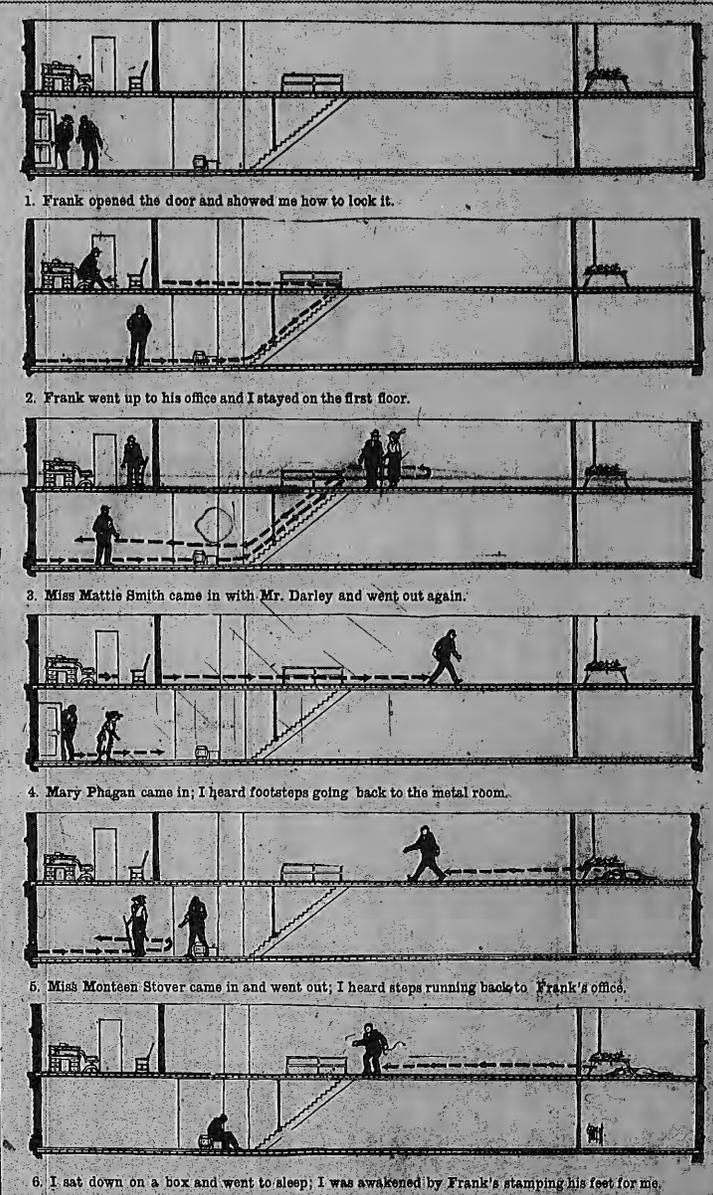 1. Frank opened the door and showed me how to lock it.
2. Frank went up to his office and I stayed on the first floor.
3. Miss Mattie Smith came in with Mr. Darley and went out again.
4. Mary Phagan came in; I heard footsteps going back to the metal room.
5. Miss Monteen Stover came in and went out; I heard steps running back to Frank's office.
6. I sat down on a box and went to sleep; I was awakened by Frank's stamping his feet for me.